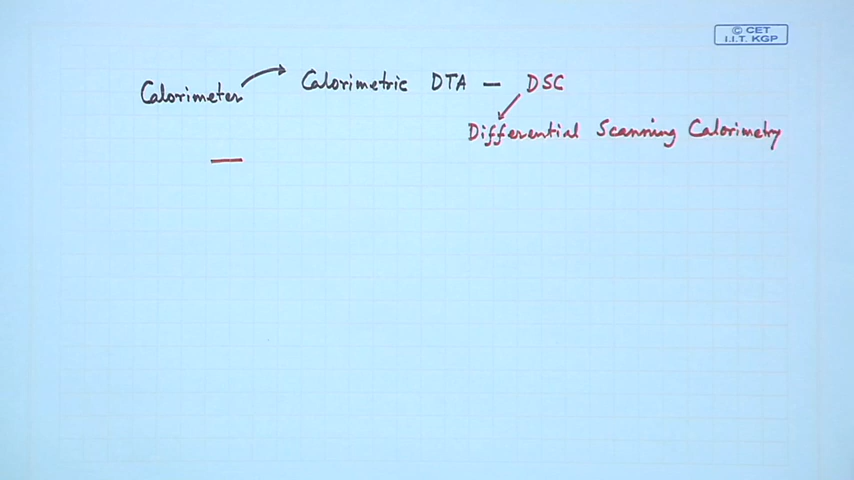 © CET
I.I.T. KGP
Calorimeter Calorimetric DTA — DSC
Differential Scanning Calorimetry